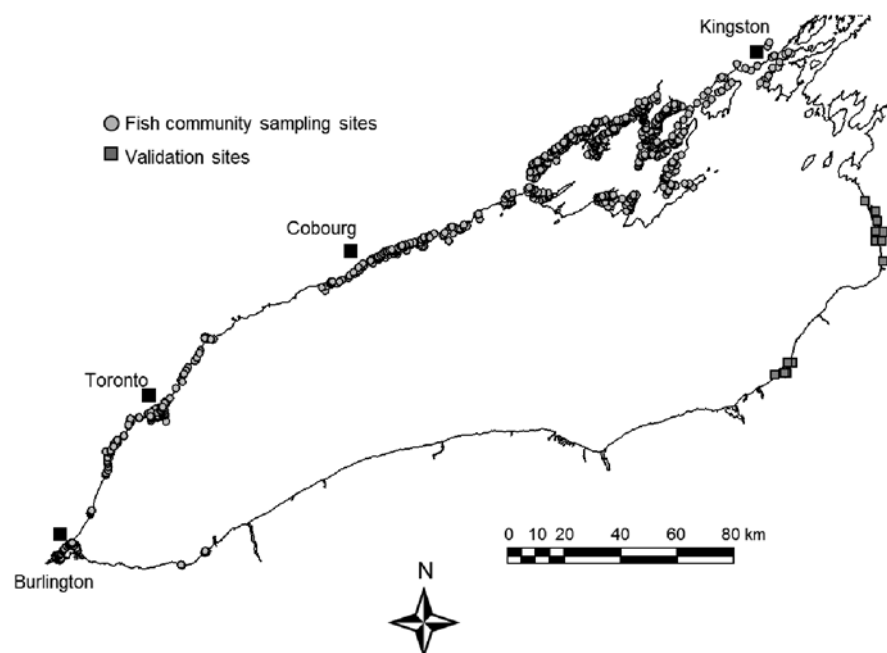 Kingston
Fish community sampling sites
Validation sites
Cobourg
Toronto
0 10 20 40 60 80 km
Burlington
N